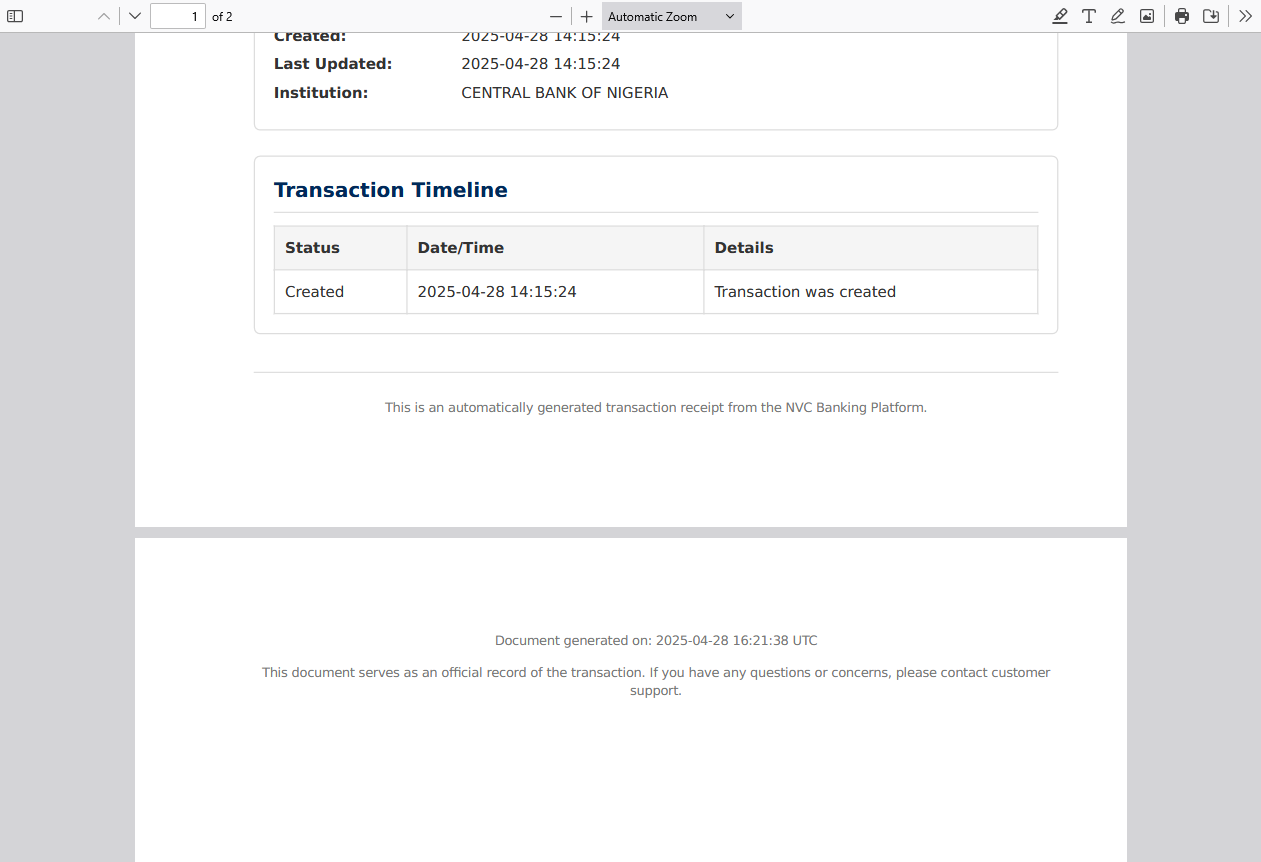 1 of 2 Automatic Zoom
Created: 2025-04-28 14:15:24
Last Updated: 2025-04-28 14:15:24
Institution: CENTRAL BANK OF NIGERIA
Transaction Timeline
Status Date/Time Details
Created 2025-04-28 14:15:24 Transaction was created
This is an automatically generated transaction receipt from the NVC Banking Platform.
Document generated on: 2025-04-28 16:21:38 UTC
This document serves as an official record of the transaction. If you have any questions or concerns, please contact customer
support.